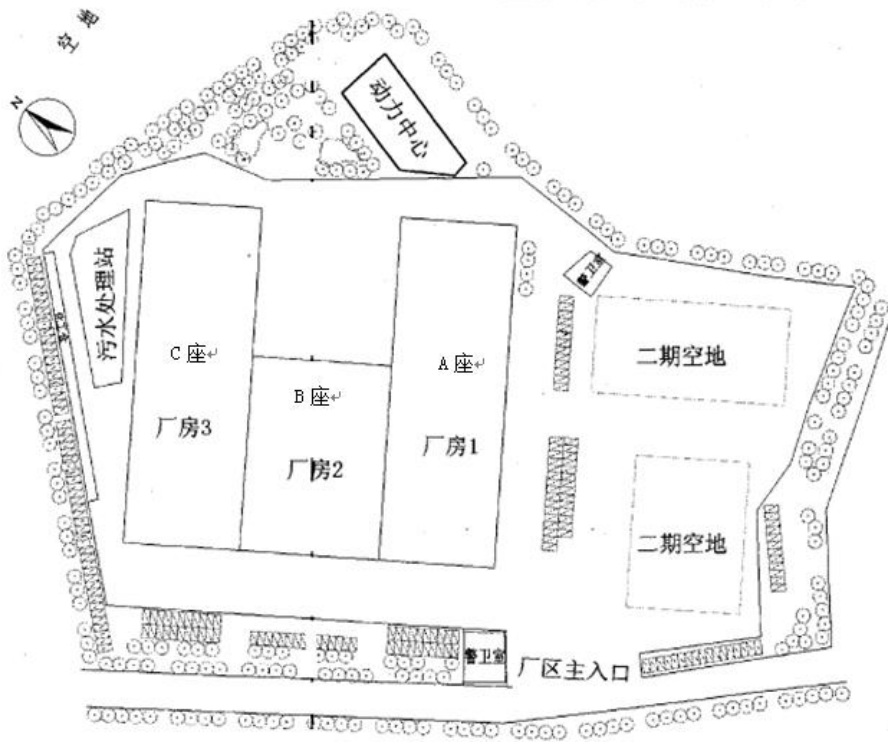 空地
N
动力中心
污水处理站
警卫室
二期空地
C座↵
A座↵
B座↵
厂房3
厂房1
厂房2
二期空地
警卫室
厂区主入口